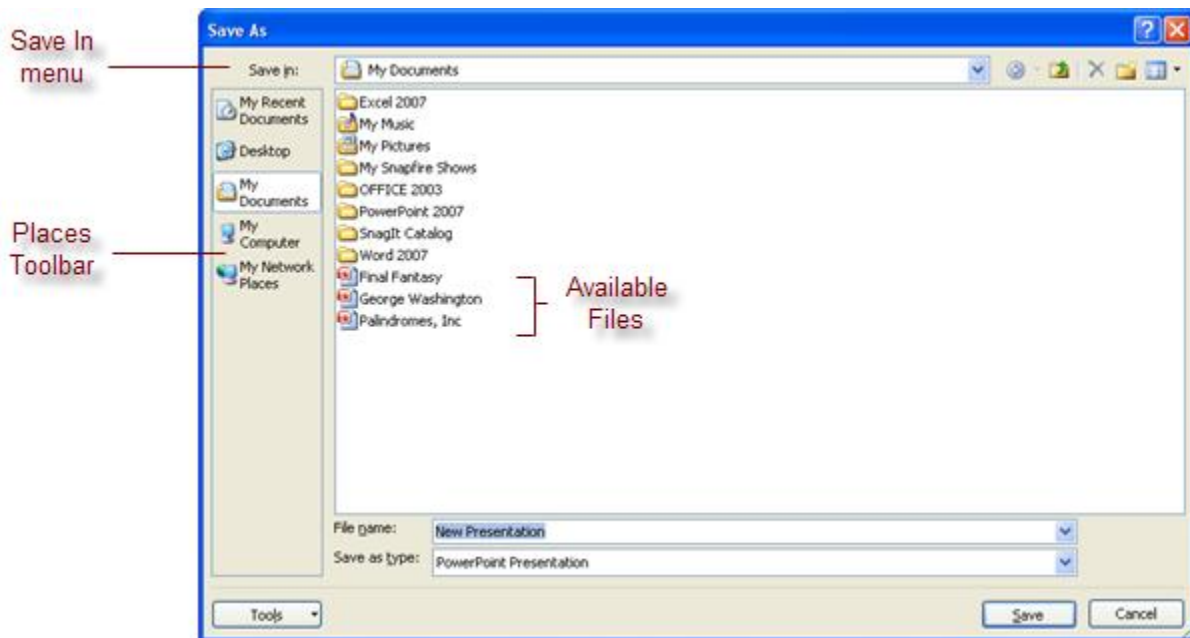 Save As
Save In
menu
Save in:
My Documents
My Recent
Documents
Desktop
My
Documents
My
Computer
My Network
Places
Places
Toolbar
Excel 2007
My Music
My Pictures
My Snapfire Shows
OFFICE 2003
PowerPoint 2007
SnagIt Catalog
Word 2007
Final Fantasy
George Washington
Palindromes, Inc
Available
Files
File name:
New Presentation
Save as type:
PowerPoint Presentation
Tools
Save
Cancel